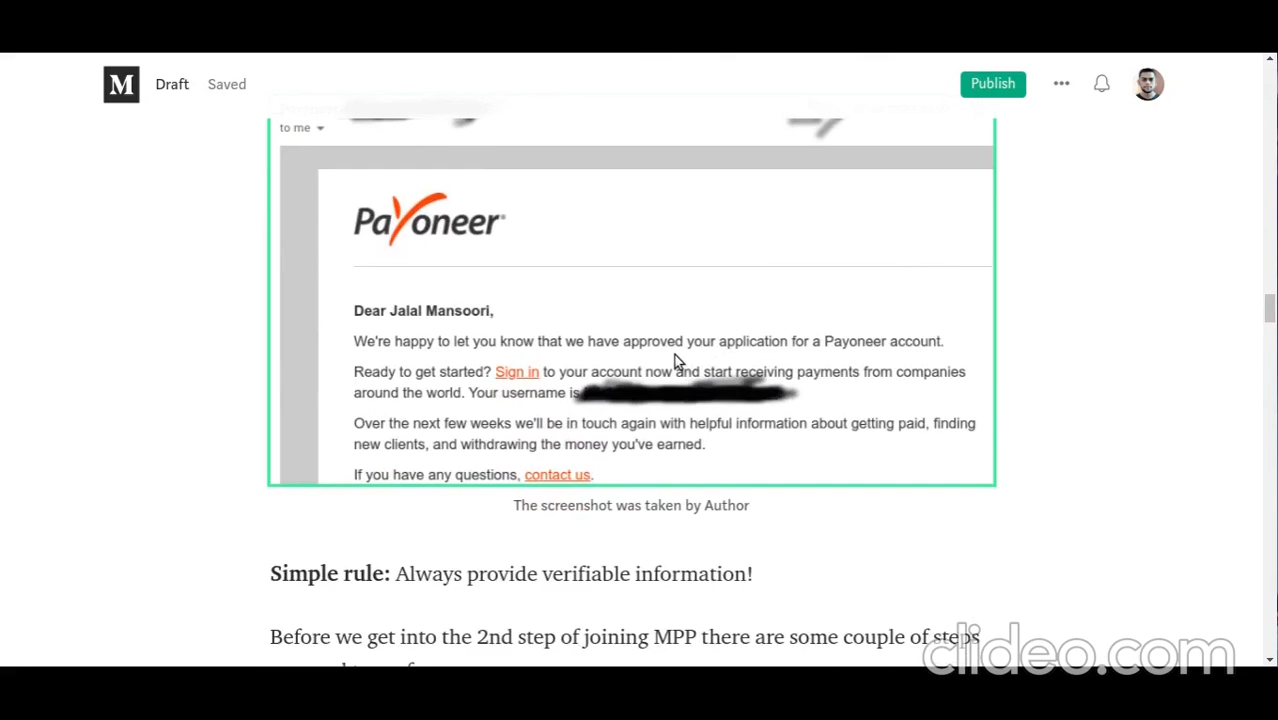 M Draft Saved Publish
to me
Payoneer
Dear Jalal Mansoori,
We're happy to let you know that we have approved your application for a Payoneer account.
Ready to get started? Sign in to your account now and start receiving payments from companies
around the world. Your username is
Over the next few weeks we'll be in touch again with helpful information about getting paid, finding
new clients, and withdrawing the money you've earned.
If you have any questions, contact us.
The screenshot was taken by Author
Simple rule: Always provide verifiable information!
Before we get into the 2nd step of joining MPP there are some couple of steps
clideo.com